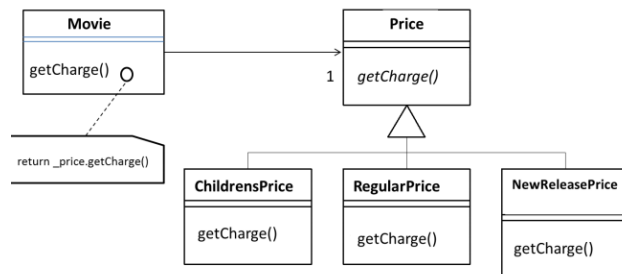 Movie
getCharge()
return _price.getCharge()
1
Price
getCharge()
ChildrensPrice
getCharge()
RegularPrice
getCharge()
NewReleasePrice
getCharge()